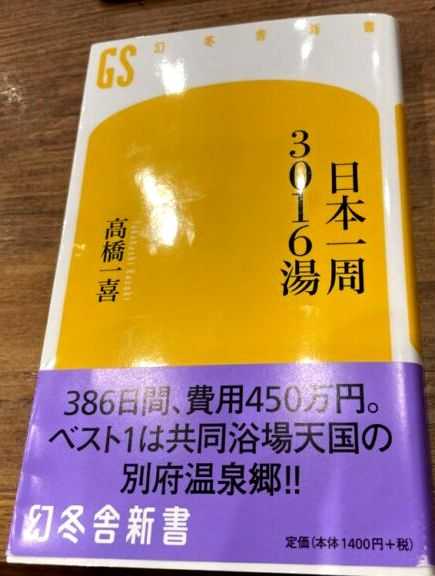 GS 幻冬舎新書
日本一周
3016湯
高橋一喜
386日間、費用450万円。
ベスト1は共同浴場天国の
別府温泉郷!!
幻冬舎新書
定価(本体1400円+税)